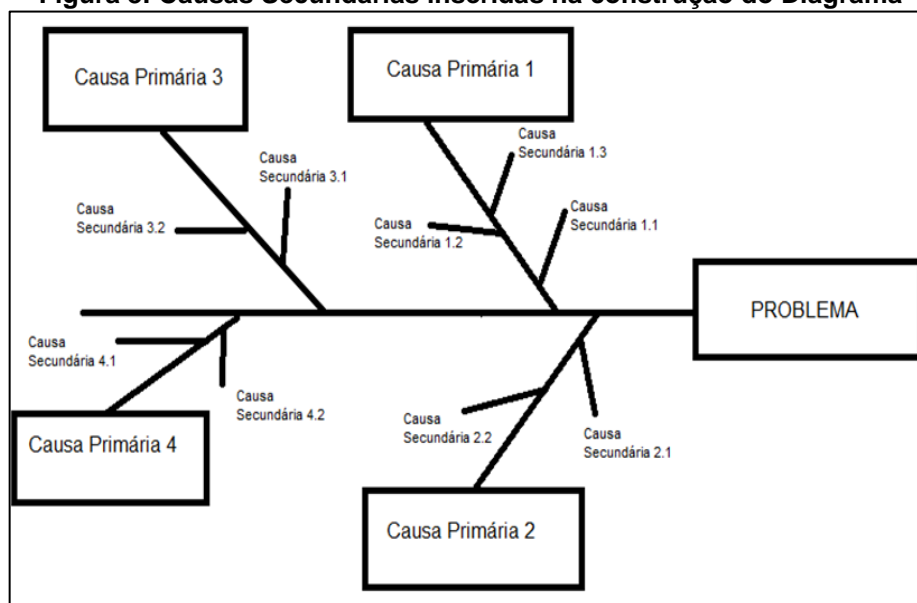 Figura 3. Causas Secundárias inseridas na construção do Diagrama
Causa Primária 3
Causa Primária 1
Causa
Secundária 1.3
Causa
Secundária 3.1
Causa
Secundária 3.2
Causa
Secundária 1.2
Causa
Secundária 1.1
PROBLEMA
Causa
Secundária 4.1
Causa
Secundária 4.2
Causa
Secundária 2.2
Causa
Secundária 2.1
Causa Primária 4
Causa Primária 2